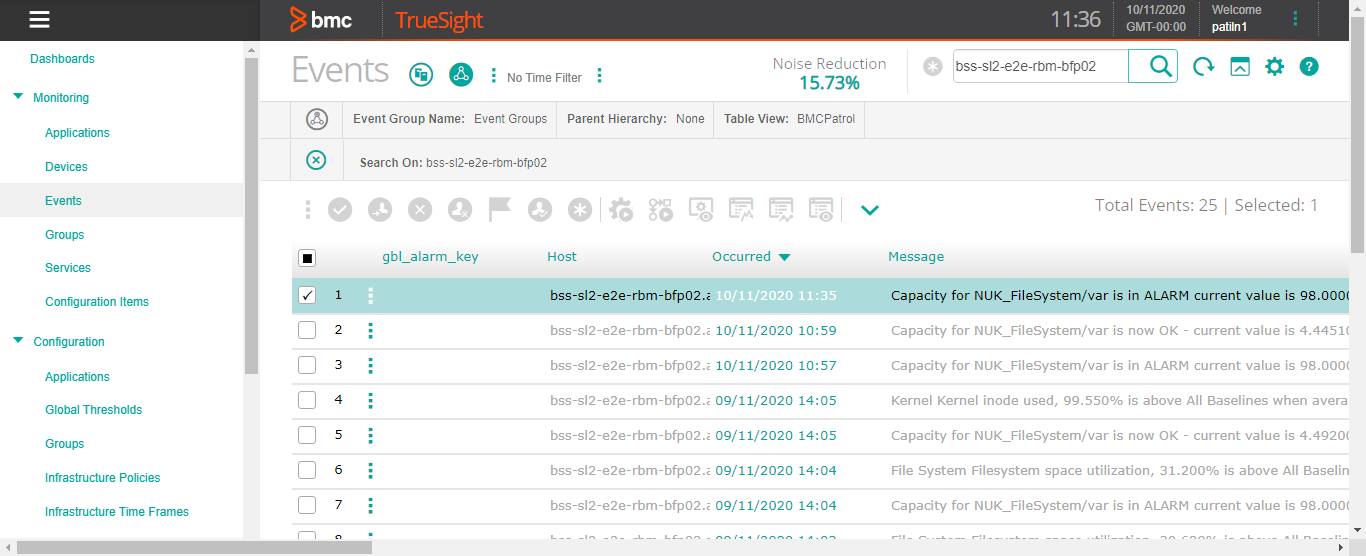 bmc TrueSight 11:36 10/11/2020 GMT-00:00 Welcome patiln1
Dashboards
Monitoring
Applications
Devices
Events
Groups
Services
Configuration Items
Configuration
Applications
Global Thresholds
Groups
Infrastructure Policies
Infrastructure Time Frames
Events No Time Filter Noise Reduction 15.73% bss-sl2-e2e-rbm-bfp02 ?
Event Group Name: Event Groups Parent Hierarchy: None Table View: BMCPatrol
Search On: bss-sl2-e2e-rbm-bfp02
Total Events: 25 | Selected: 1
gbl_alarm_key Host Occurred Message
1 bss-sl2-e2e-rbm-bfp02.a 10/11/2020 11:35 Capacity for NUK_FileSystem/var is in ALARM current value is 98.0000
2 bss-sl2-e2e-rbm-bfp02.a 10/11/2020 10:59 Capacity for NUK_FileSystem/var is now OK - current value is 4.44510
3 bss-sl2-e2e-rbm-bfp02.a 10/11/2020 10:57 Capacity for NUK_FileSystem/var is in ALARM current value is 98.0000
4 bss-sl2-e2e-rbm-bfp02.a 09/11/2020 14:05 Kernel Kernel inode used, 99.550% is above All Baselines when avera
5 bss-sl2-e2e-rbm-bfp02.a 09/11/2020 14:05 Capacity for NUK_FileSystem/var is now OK - current value is 4.49200
6 bss-sl2-e2e-rbm-bfp02.a 09/11/2020 14:04 File System Filesystem space utilization, 31.200% is above All Baselin
7 bss-sl2-e2e-rbm-bfp02.a 09/11/2020 14:04 Capacity for NUK_FileSystem/var is in ALARM current value is 98.0000